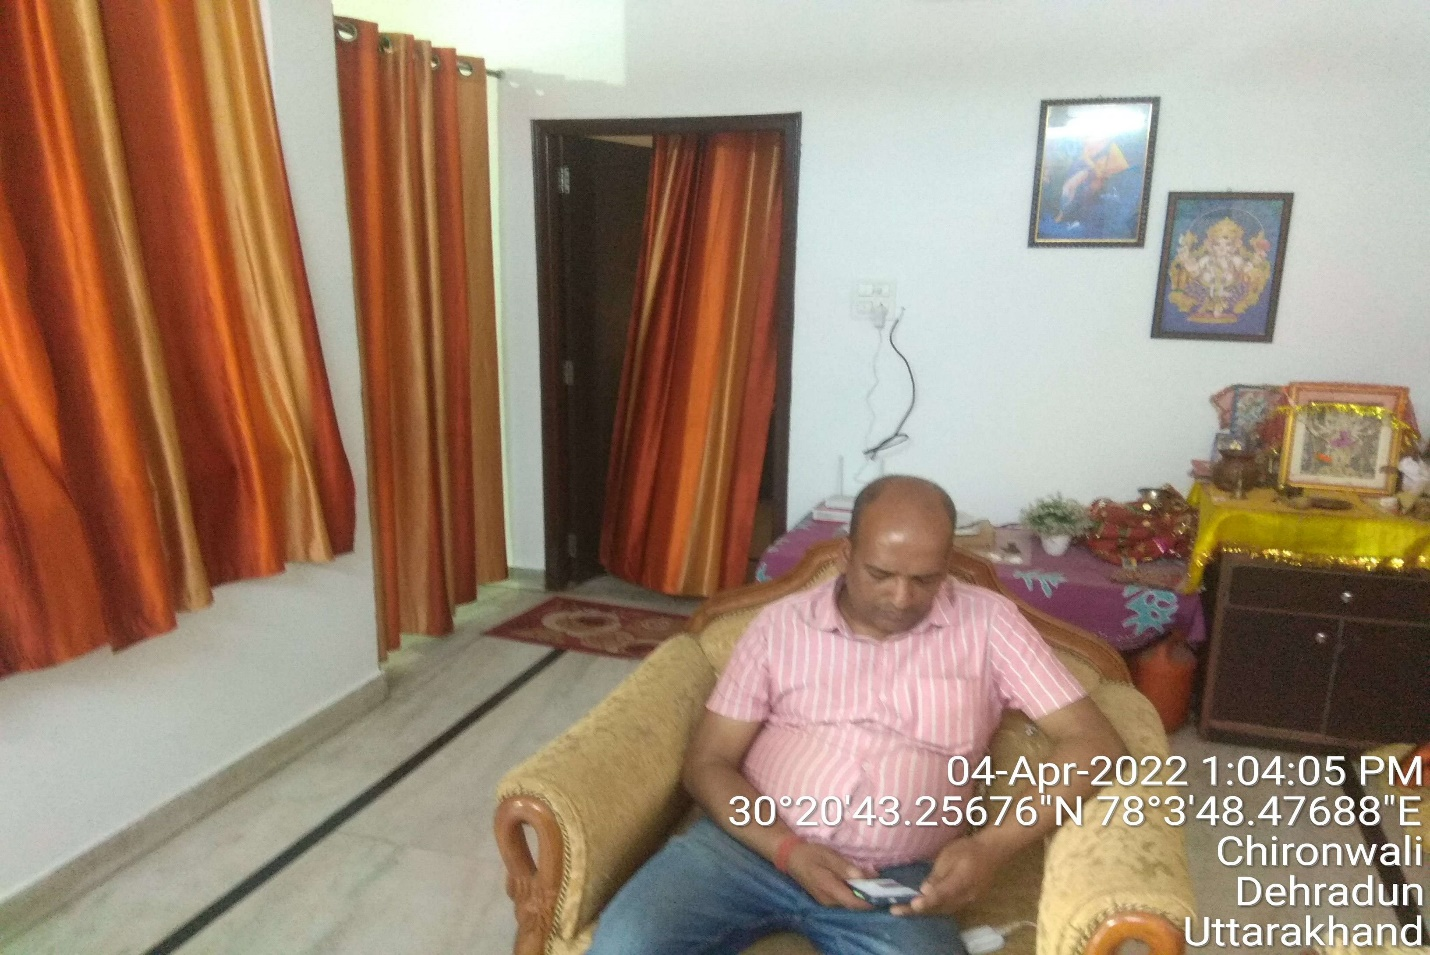 04-Apr-2022 1:04:05 PM
30°20'43.25676"N 78°3'48.47688"E
Chironwali
Dehradun
Uttarakhand